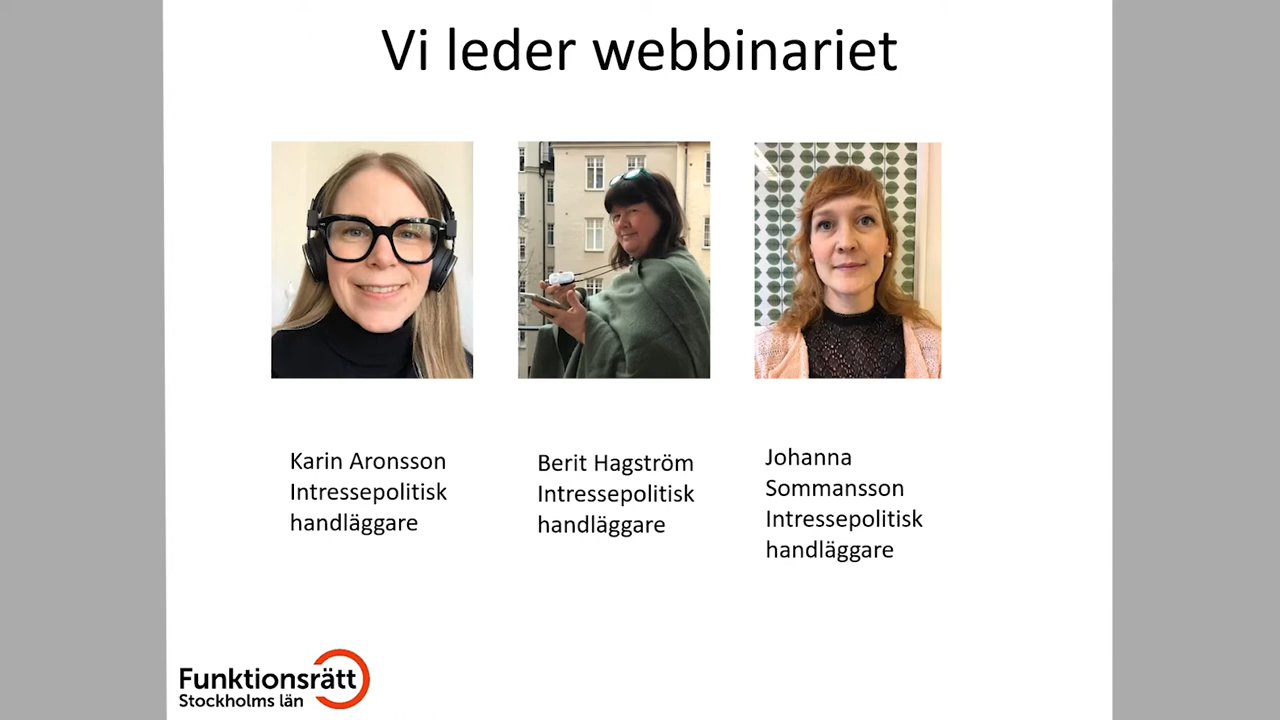 Vi leder webbinariet
Karin Aronsson
Intressepolitisk
handläggare
Berit Hagström
Intressepolitisk
handläggare
Johanna
Sommansson
Intressepolitisk
handläggare
Funktionsrätt
Stockholms län